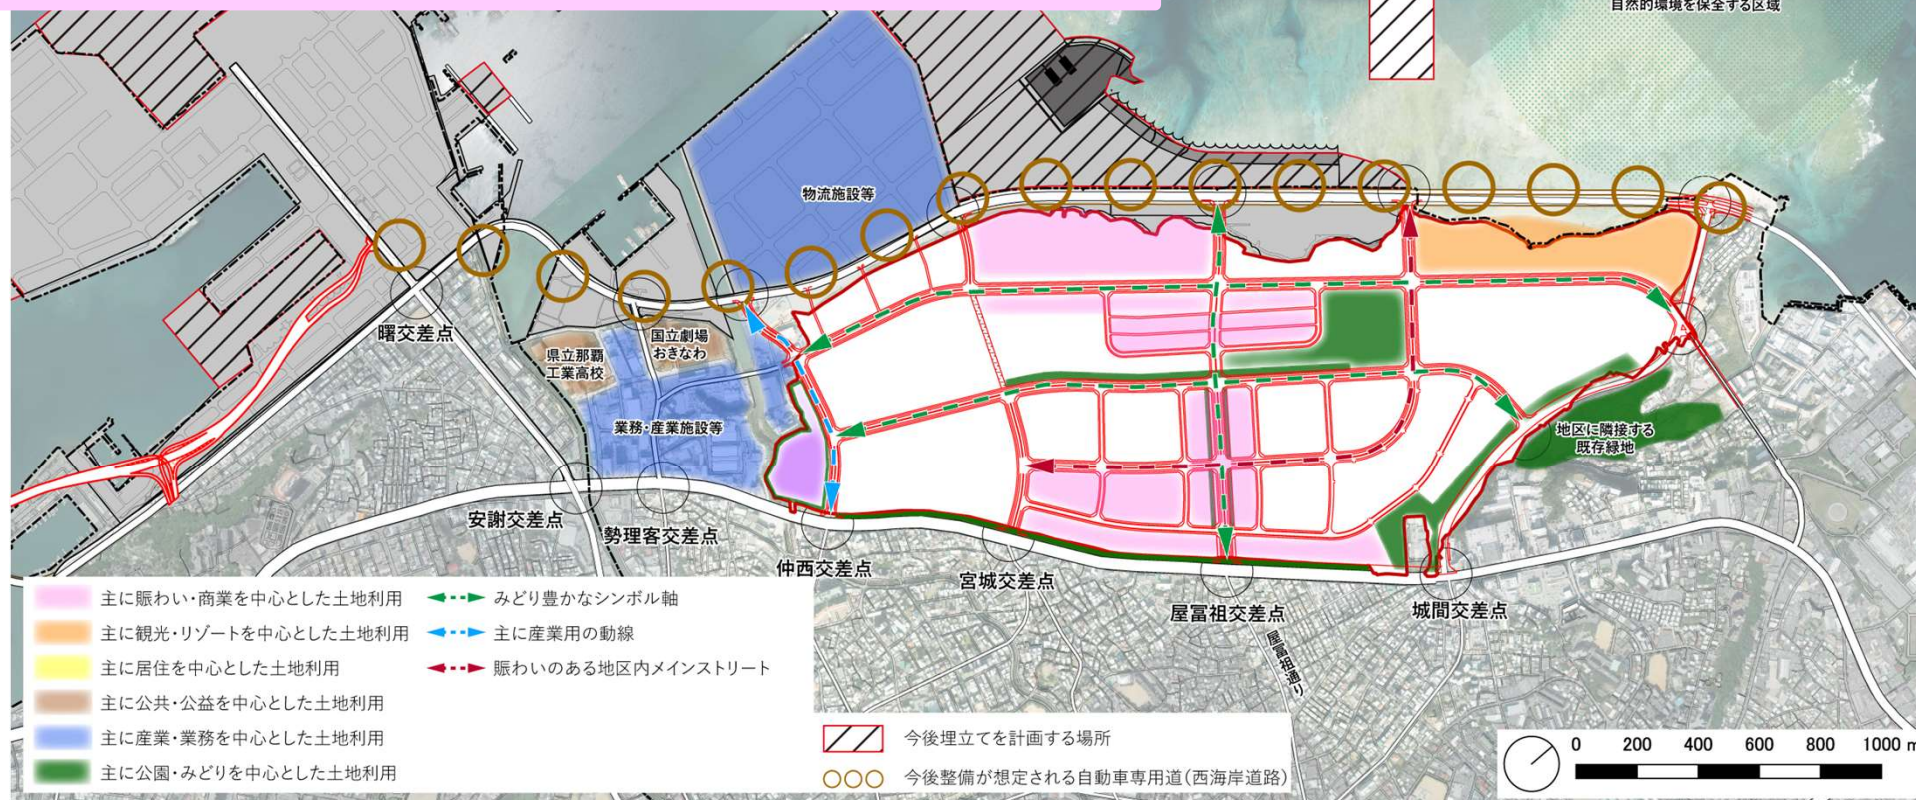 自然的環境を保全する区域
物流施設等
曙交差点
県立那覇
工業高校
国立劇場
おきなわ
業務・産業施設等
地区に隣接する
既存緑地
安謝交差点
勢理客交差点
仲西交差点
宮城交差点
屋冨祖交差点
城間交差点
屋冨祖通り
主に賑わい・商業を中心とした土地利用
主に観光・リゾートを中心とした土地利用
主に居住を中心とした土地利用
主に公共・公益を中心とした土地利用
主に産業・業務を中心とした土地利用
主に公園・みどりを中心とした土地利用
みどり豊かなシンボル軸
主に産業用の動線
賑わいのある地区内メインストリート
今後埋立てを計画する場所
今後整備が想定される自動車専用道(西海岸道路)
0 200 400 600 800 1000 m